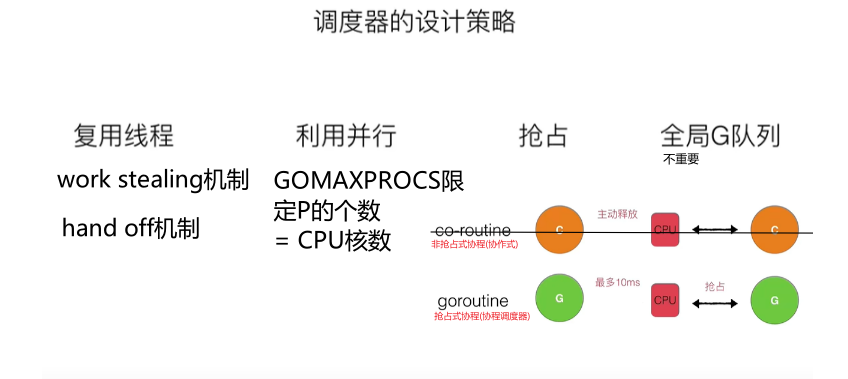 调度器的设计策略
复用线程
利用并行
抢占
全局G队列
不重要
work stealing机制
hand off机制
GOMAXPROCS限
定P的个数
= CPU核数
co-routine
非抢占式协程(协作式)
C
主动释放
CPU
C
goroutine
抢占式协程(协程调度器)
G
最多10ms
CPU
抢占
G